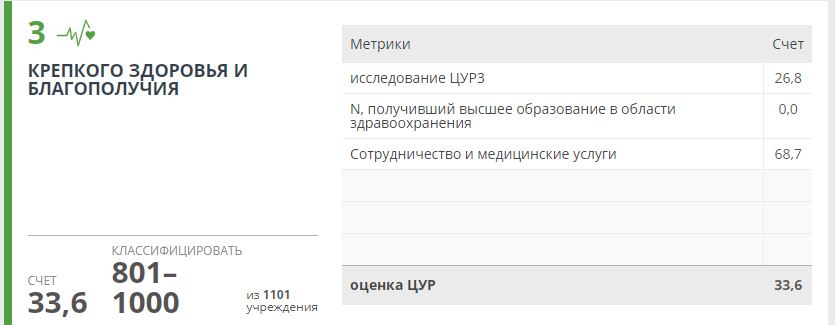 3
КРЕПКОГО ЗДОРОВЬЯ И
БЛАГОПОЛУЧИЯ
СЧЕТ
33,6
КЛАССИФИЦИРОВАТЬ
801–
1000
из 1101
учреждения
Метрики Счет
исследование ЦУР3 26,8
N, получивший высшее образование в области
здравоохранения 0,0
Сотрудничество и медицинские услуги 68,7
оценка ЦУР 33,6